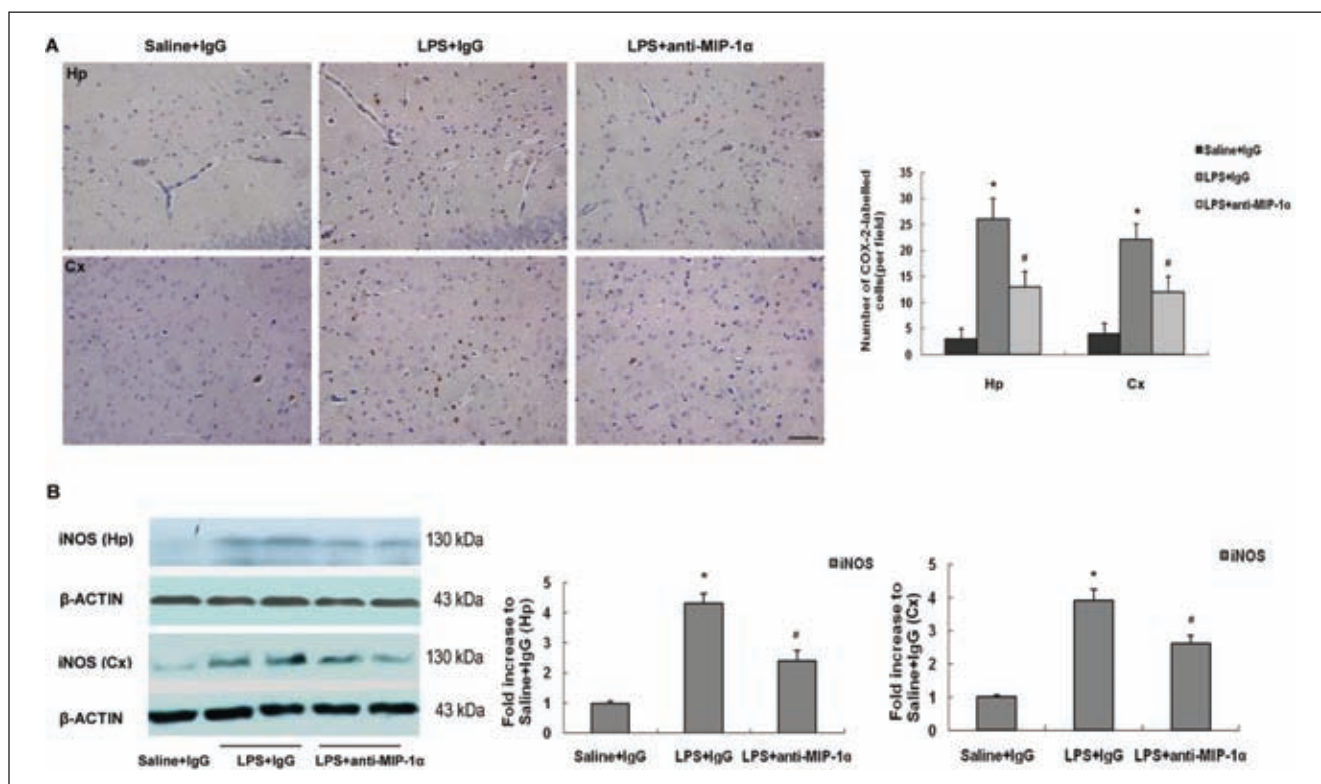 A
Saline+IgG LPS+IgG LPS+anti-MIP-1α
Hp
Cx
Number of COX-2-labelled
cells(per field)
35
30
25
20
15
10
5
0
* # * #
Hp Cx
Saline+IgG
LPS+IgG
LPS+anti-MIP-1α
B
iNOS (Hp) 130 kDa
β-ACTIN 43 kDa
iNOS (Cx) 130 kDa
β-ACTIN 43 kDa
Saline+IgG LPS+IgG LPS+anti-MIP-1α
Fold increase to
Saline+IgG (Hp)
5
4
3
2
1
0
* #
iNOS
Saline+IgG LPS+IgG LPS+anti-MIP-1α
Fold increase to
Saline+IgG (Cx)
5
4
3
2
1
0
* #
iNOS
Saline+IgG LPS+IgG LPS+anti-MIP-1α